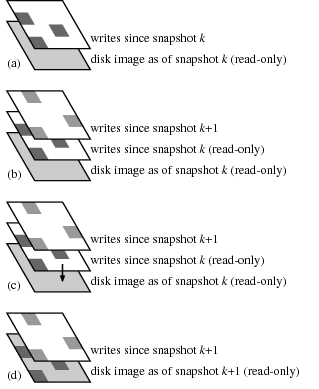 writes since snapshot k
(a) disk image as of snapshot k (read-only)
writes since snapshot k+1
writes since snapshot k (read-only)
(b) disk image as of snapshot k (read-only)
writes since snapshot k+1
writes since snapshot k (read-only)
(c) disk image as of snapshot k (read-only)
writes since snapshot k+1
(d) disk image as of snapshot k+1 (read-only)